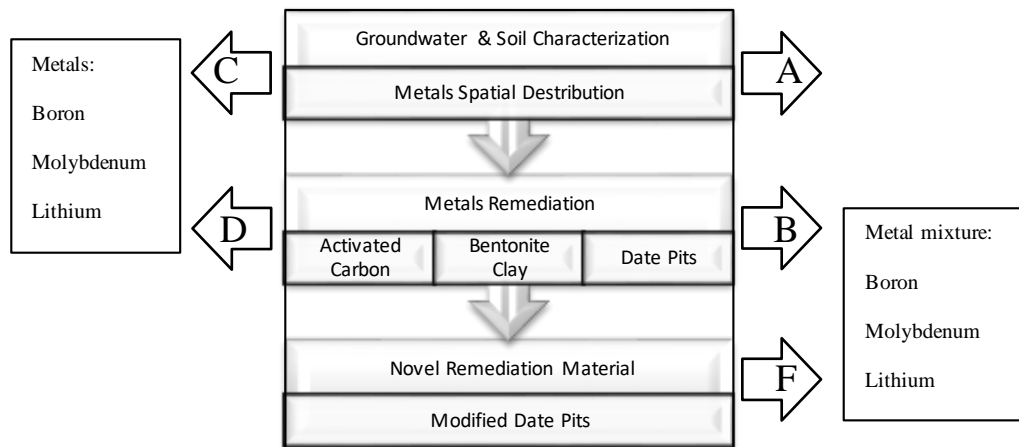 Metals:
Boron
Molybdenum
Lithium
C
Groundwater & Soil Characterization
Metals Spatial Destribution
A
D
Metals Remediation
Activated
Carbon
Bentonite
Clay
Date Pits
B
Novel Remediation Material
Modified Date Pits
F
Metal mixture:
Boron
Molybdenum
Lithium